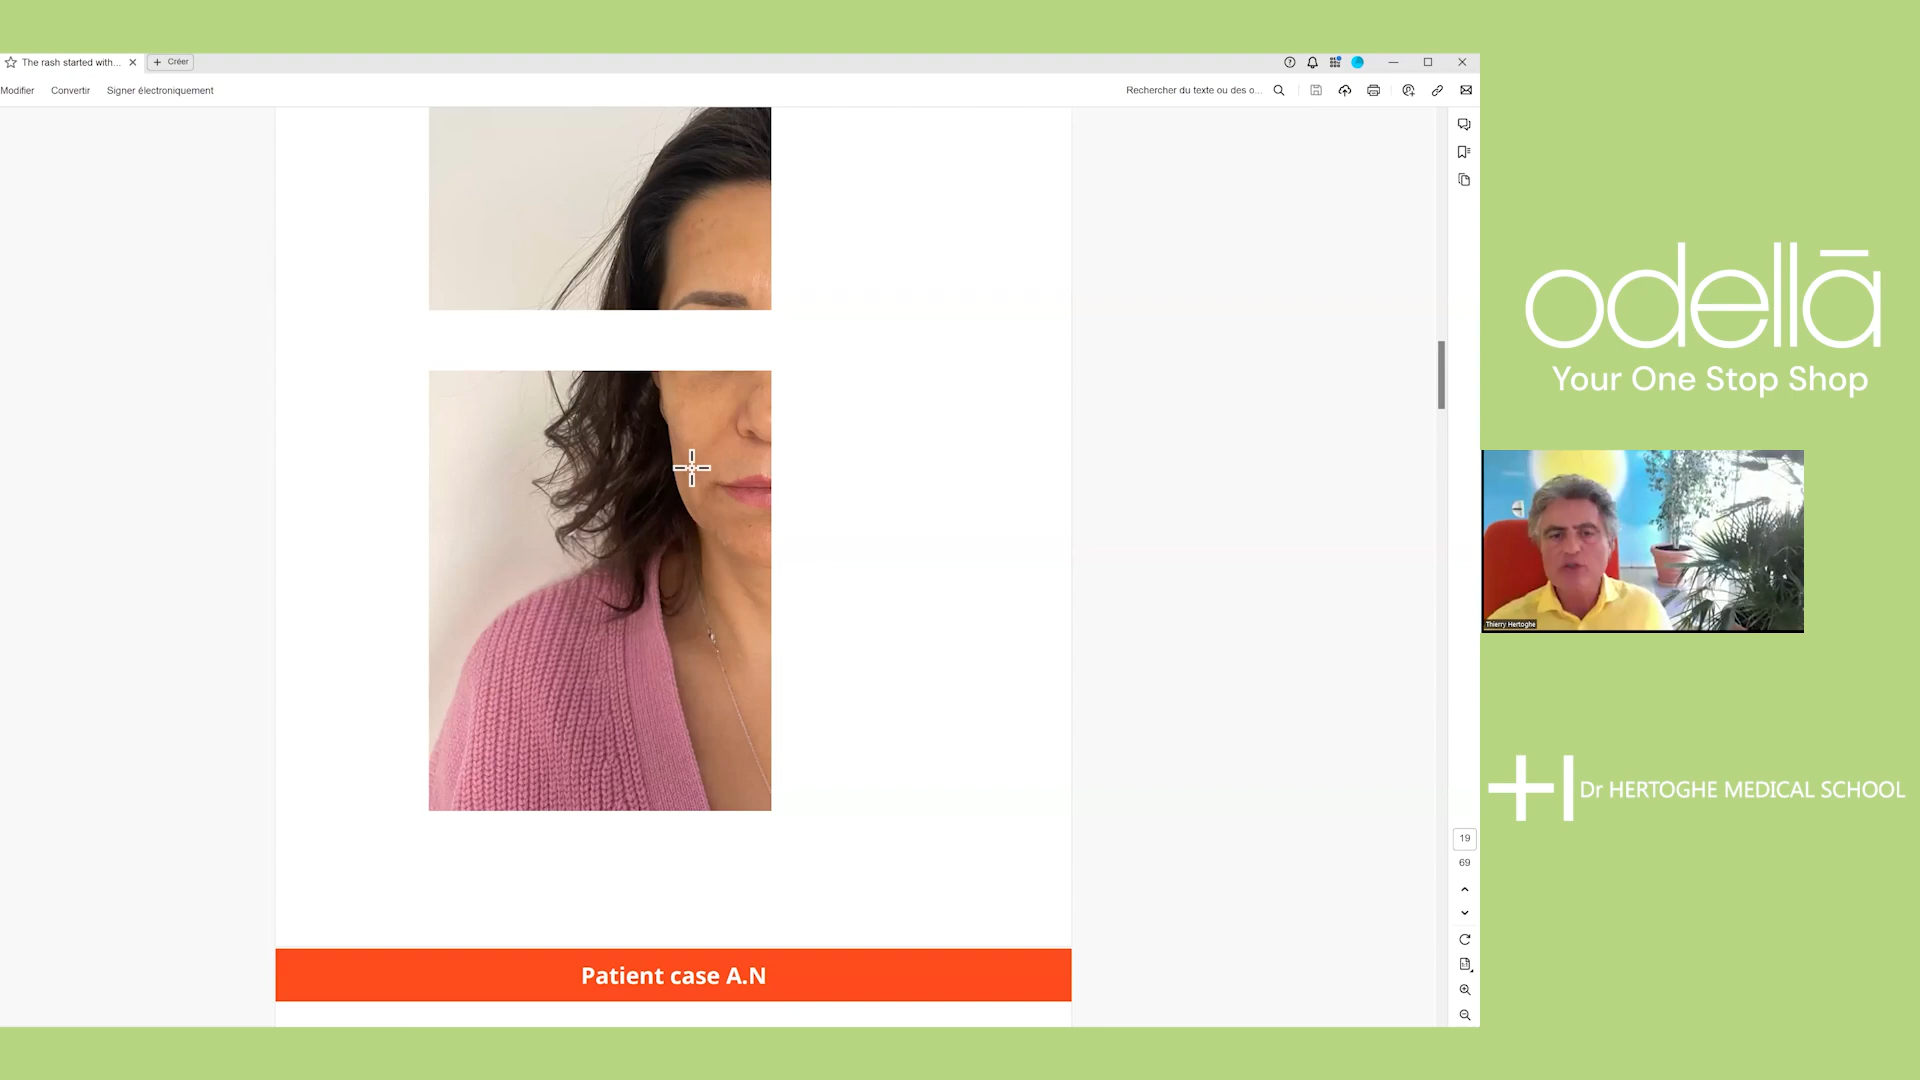 The rash started with...
Créer
Modifier
Convertir
Signer électroniquement
Rechercher du texte ou des o...
odellā
Your One Stop Shop
Thierry Hertoghe
Dr HERTOGHE MEDICAL SCHOOL
19
69
Patient case A.N